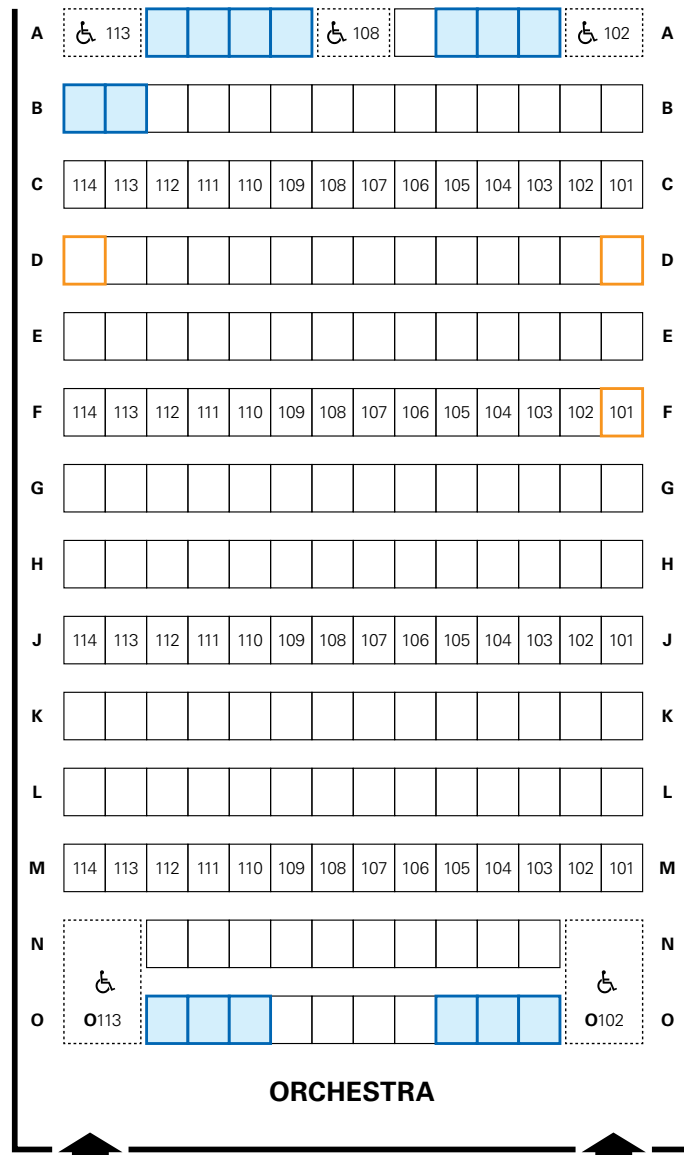 A 113 108 102 A
B B
C 114 113 112 111 110 109 108 107 106 105 104 103 102 101 C
D D
E E
F 114 113 112 111 110 109 108 107 106 105 104 103 102 101 F
G G
H H
J 114 113 112 111 110 109 108 107 106 105 104 103 102 101 J
K K
L L
M 114 113 112 111 110 109 108 107 106 105 104 103 102 101 M
N N
O O113 O102 O
ORCHESTRA